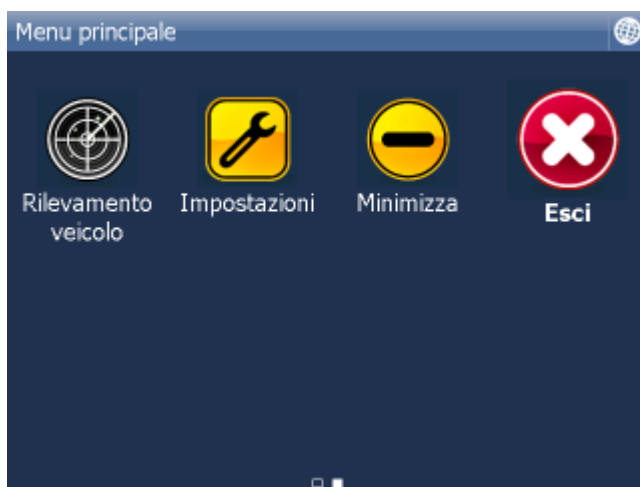 Menu principale
Rilevamento
veicolo
Impostazioni
Minimizza
Esci